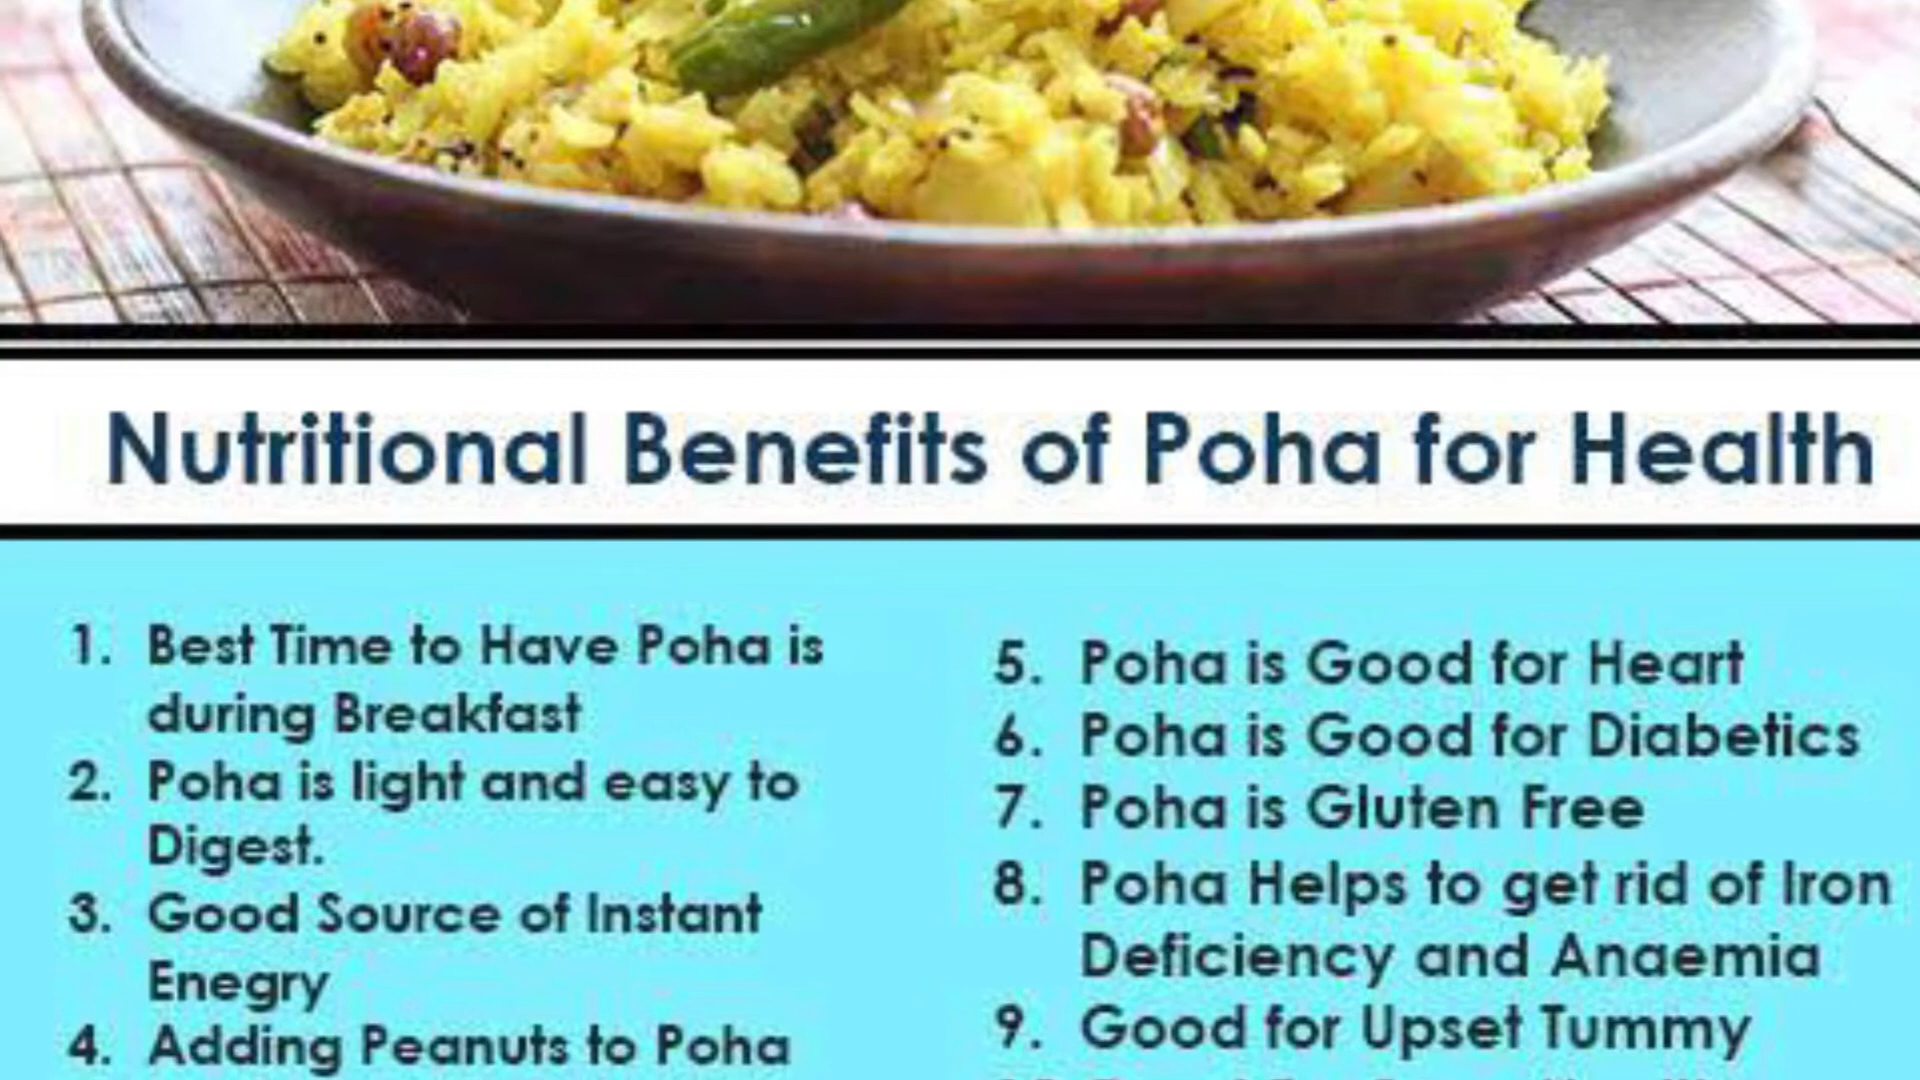 Nutritional Benefits of Poha for Health
1. Best Time to Have Poha is
during Breakfast
2. Poha is light and easy to
Digest.
3. Good Source of Instant
Enegry
4. Adding Peanuts to Poha
5. Poha is Good for Heart
6. Poha is Good for Diabetics
7. Poha is Gluten Free
8. Poha Helps to get rid of Iron
Deficiency and Anaemia
9. Good for Upset Tummy